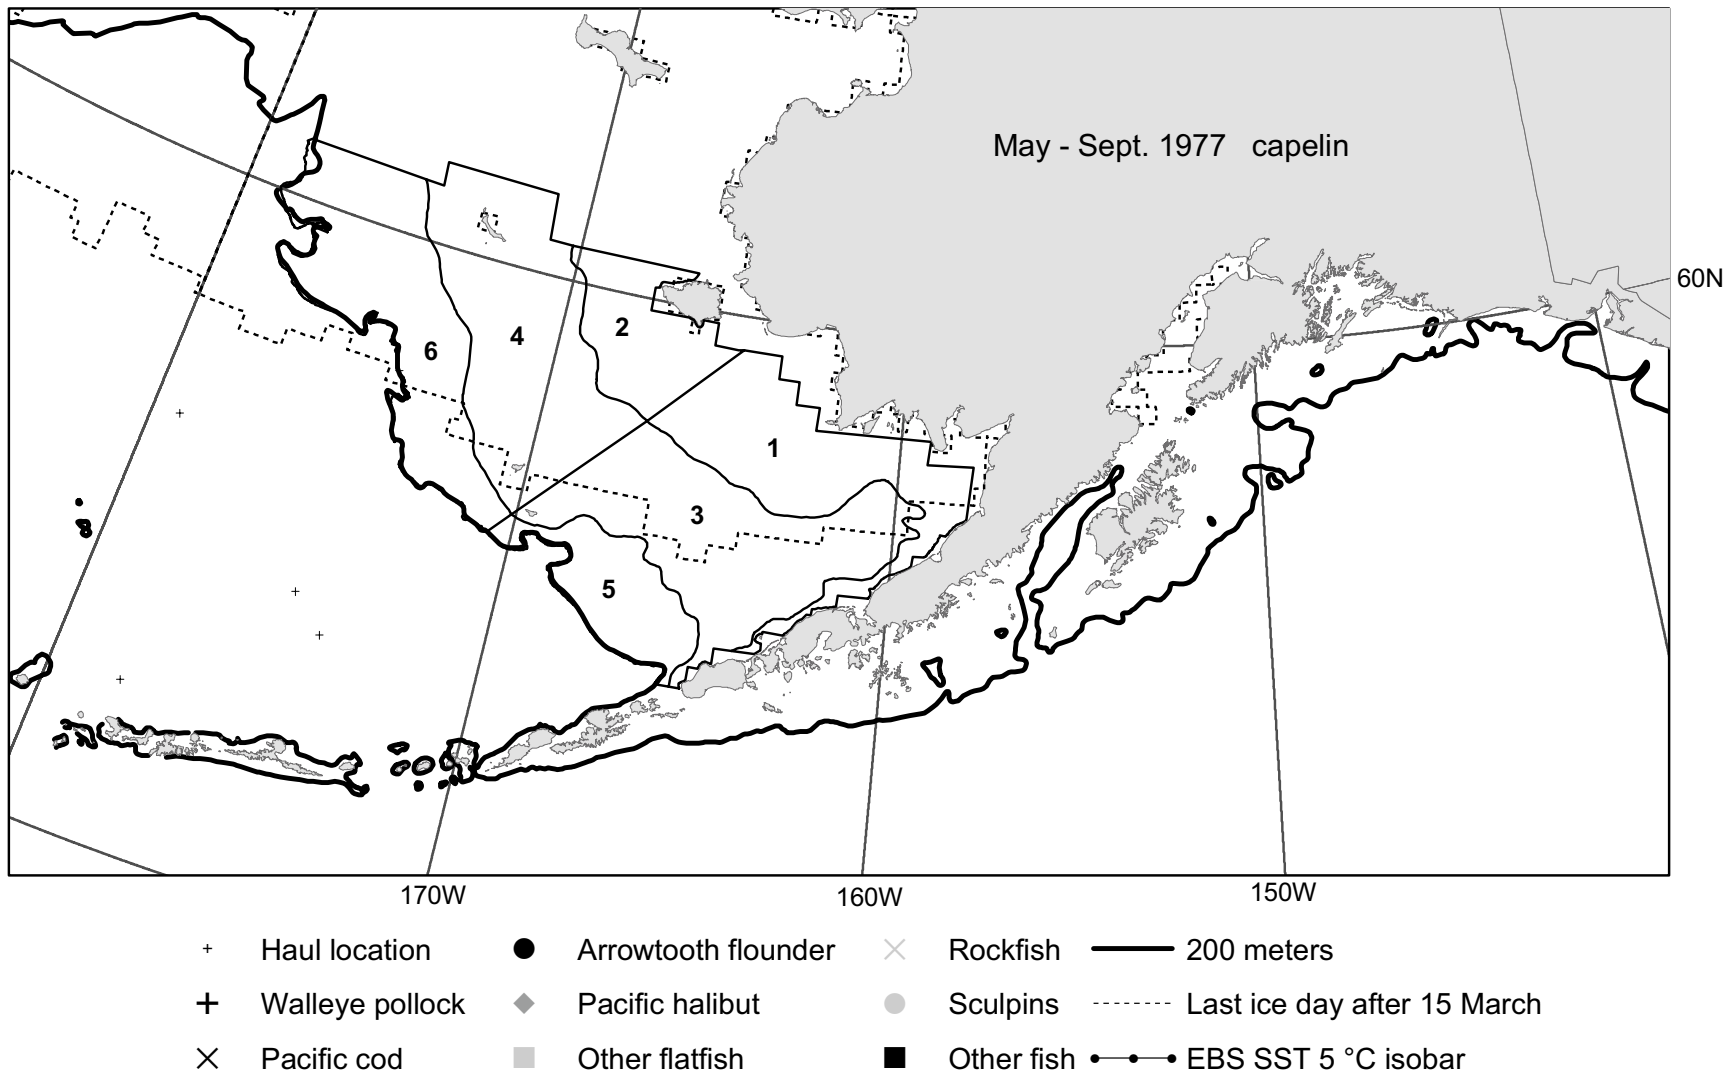 May - Sept. 1977 capelin
60N
2
4
6
1
3
5
170W
160W
150W
Haul location
Arrowtooth flounder
Rockfish
200 meters
Walleye pollock
Pacific halibut
Sculpins
Last ice day after 15 March
Pacific cod
Other flatfish
Other fish
EBS SST 5 °C isobar